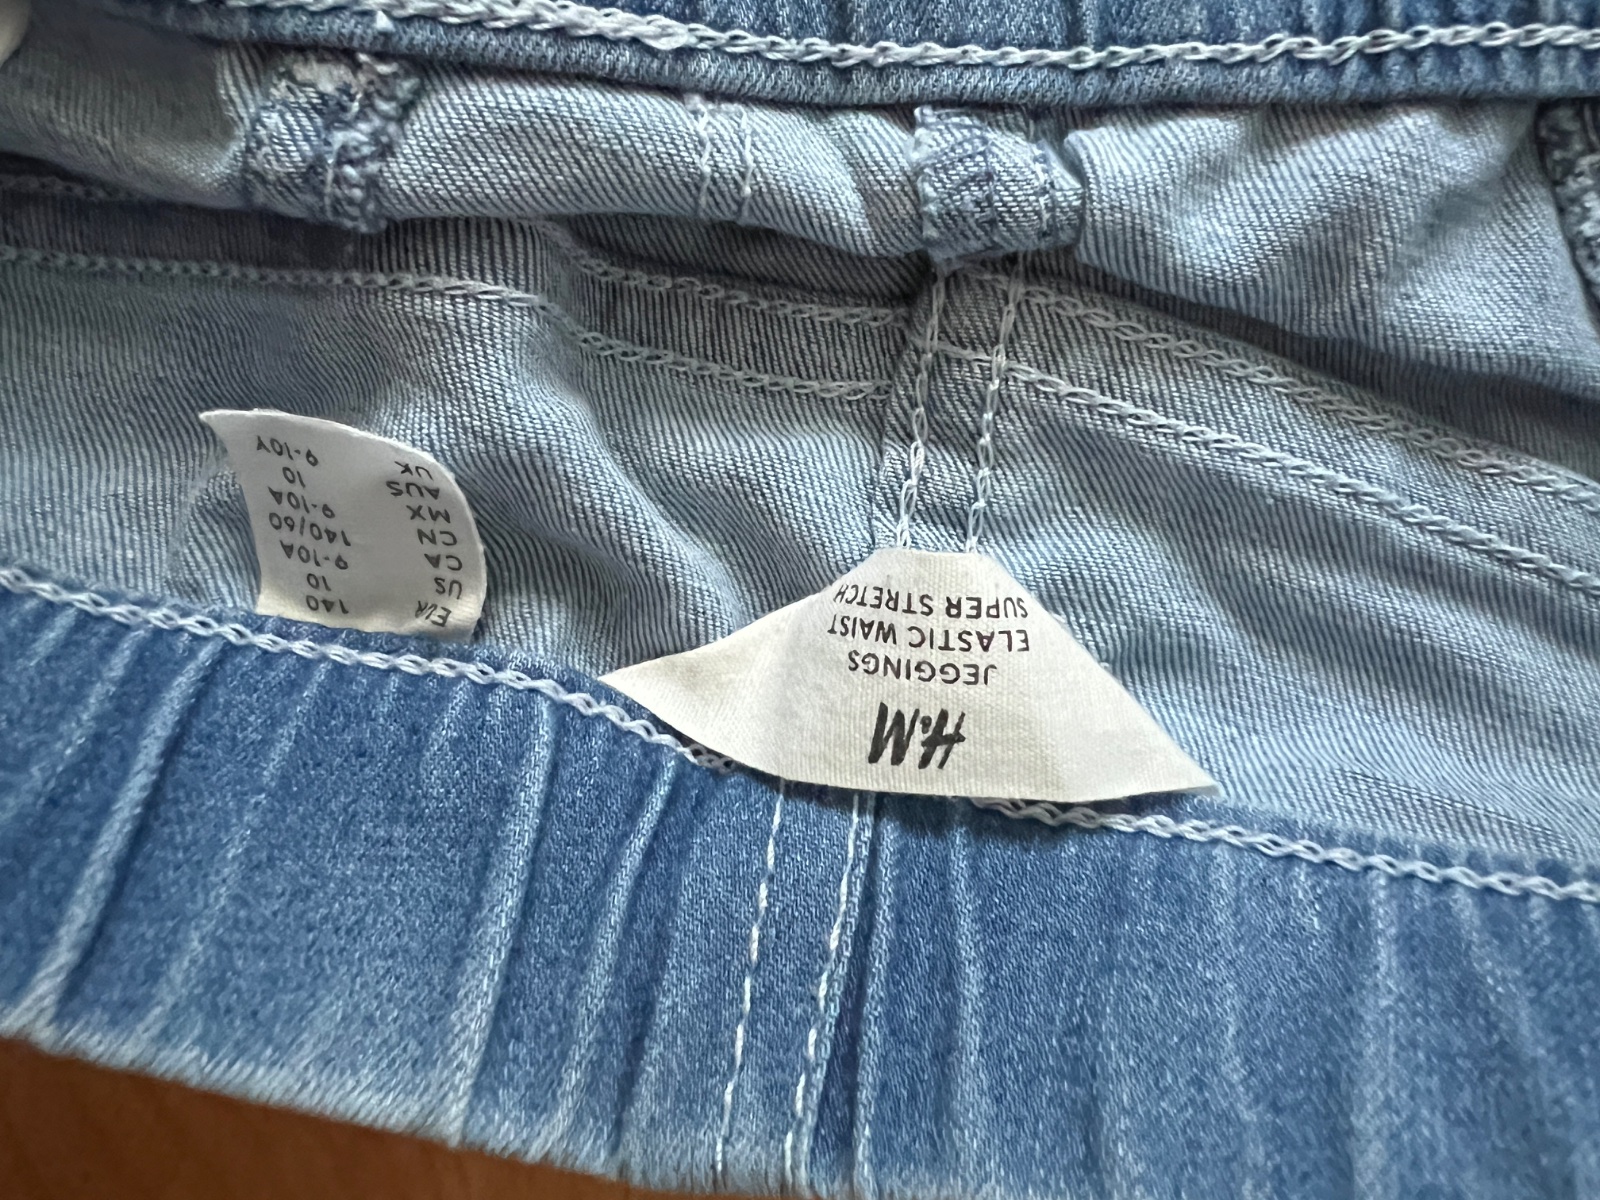 H&M
JEGGINGS
ELASTIC WAIST
SUPER STRETCH
EUR 140
US 10
CA 9-10A
CN 140/60
MX 9-10A
AUS 10
UK 9-10Y